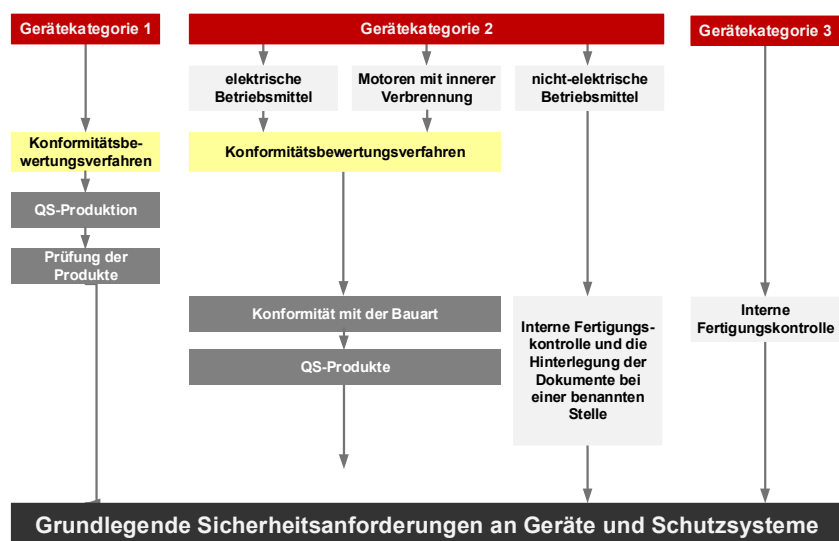 Gerätekategorie 1
Gerätekategorie 2
Gerätekategorie 3
elektrische
Betriebsmittel
Motoren mit innerer
Verbrennung
nicht-elektrische
Betriebsmittel
Konformitätsbe-
wertungsverfahren
Konformitätsbewertungsverfahren
QS-Produktion
Prüfung der
Produkte
Konformität mit der Bauart
QS-Produkte
Interne Fertigungs-
kontrolle und die
Hinterlegung der
Dokumente bei
einer benannten
Stelle
Interne
Fertigungskontrolle
Grundlegende Sicherheitsanforderungen an Geräte und Schutzsysteme